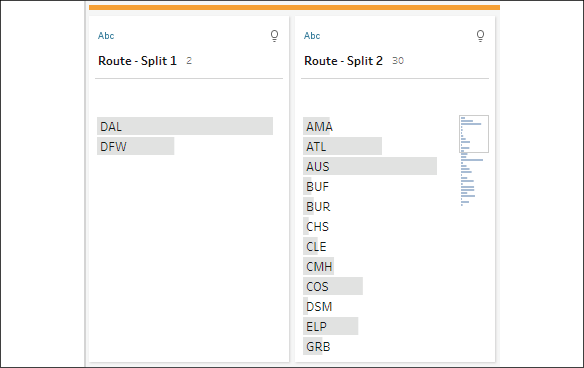 Abc
Route - Split 1 2
DAL
DFW
Abc
Route - Split 2 30
AMA
ATL
AUS
BUF
BUR
CHS
CLE
CMH
COS
DSM
ELP
GRB